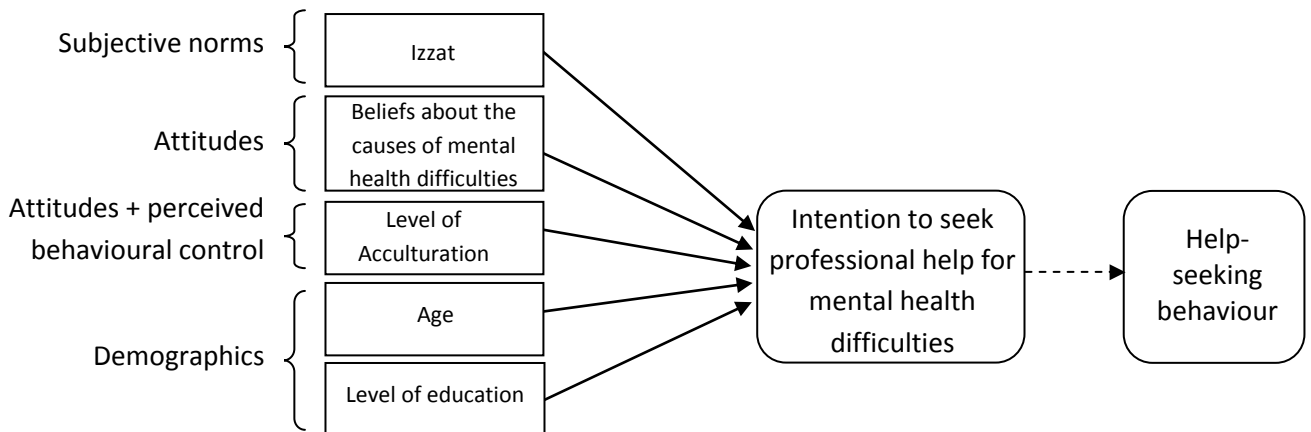 Subjective norms
Izzat
Attitudes
Beliefs about the
causes of mental
health difficulties
Attitudes + perceived
behavioural control
Level of
Acculturation
Demographics
Age
Level of education
Intention to seek
professional help for
mental health
difficulties
Help-
seeking
behaviour